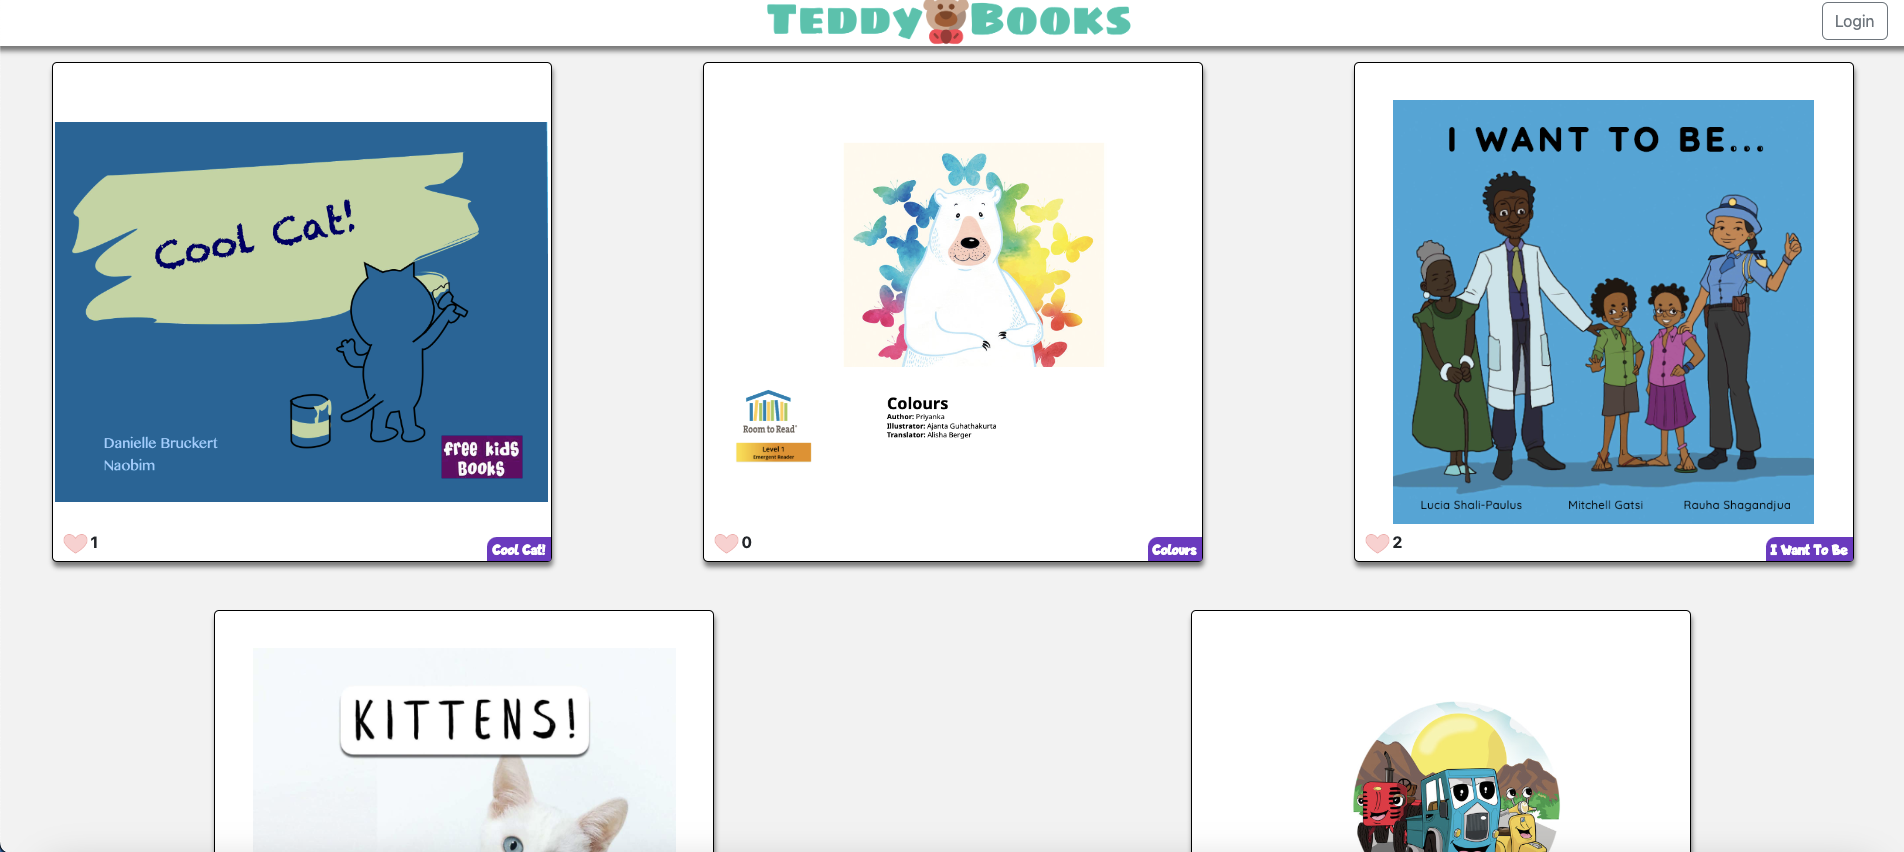 TEDDY BOOKS
Login
Cool Cat!
Danielle Bruckert
Naobim
free kids
BOOKS
1
Cool Cat!
Room to Read
Level 1
Emergent Reader
Colours
Author: Priyanka
Illustrator: Ajanta Guhathakurta
Translator: Alisha Berger
0
Colours
I WANT TO BE...
Lucia Shali-Paulus Mitchell Gatsi Rauha Shagandjua
2
I Want To Be
KITTENS!